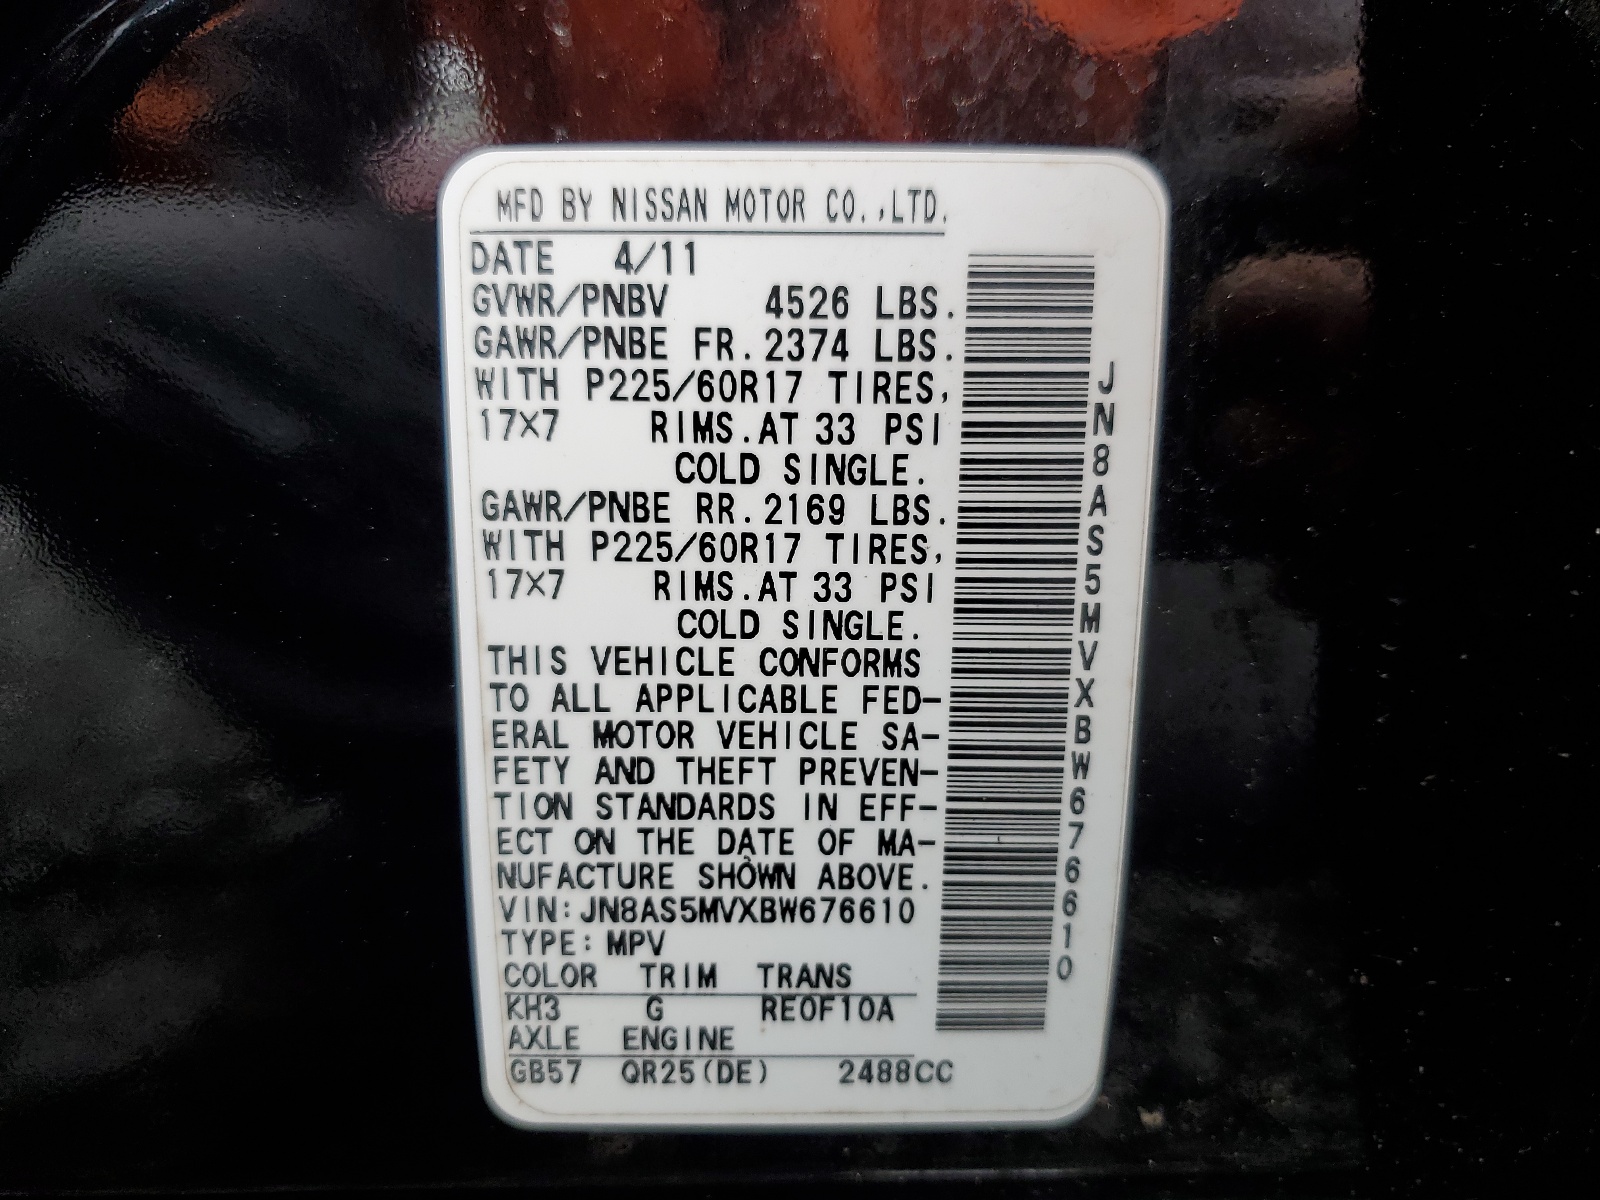 MFD BY NISSAN MOTOR CO.,LTD.
DATE 4/11
GVWR/PNBV 4526 LBS.
GAWR/PNBE FR. 2374 LBS.
WITH P225/60R17 TIRES,
17X7 RIMS.AT 33 PSI
COLD SINGLE.
GAWR/PNBE RR. 2169 LBS.
WITH P225/60R17 TIRES,
17X7 RIMS.AT 33 PSI
COLD SINGLE.
THIS VEHICLE CONFORMS
TO ALL APPLICABLE FED-
ERAL MOTOR VEHICLE SA-
FETY AND THEFT PREVEN-
TION STANDARDS IN EFF-
ECT ON THE DATE OF MA-
NUFACTURE SHOWN ABOVE.
VIN: JN8AS5MVXBW676610
TYPE: MPV
COLOR TRIM TRANS
KH3 G RE0F10A
AXLE ENGINE
GB57 QR25(DE) 2488CC
JN8AS5MVXBW676610